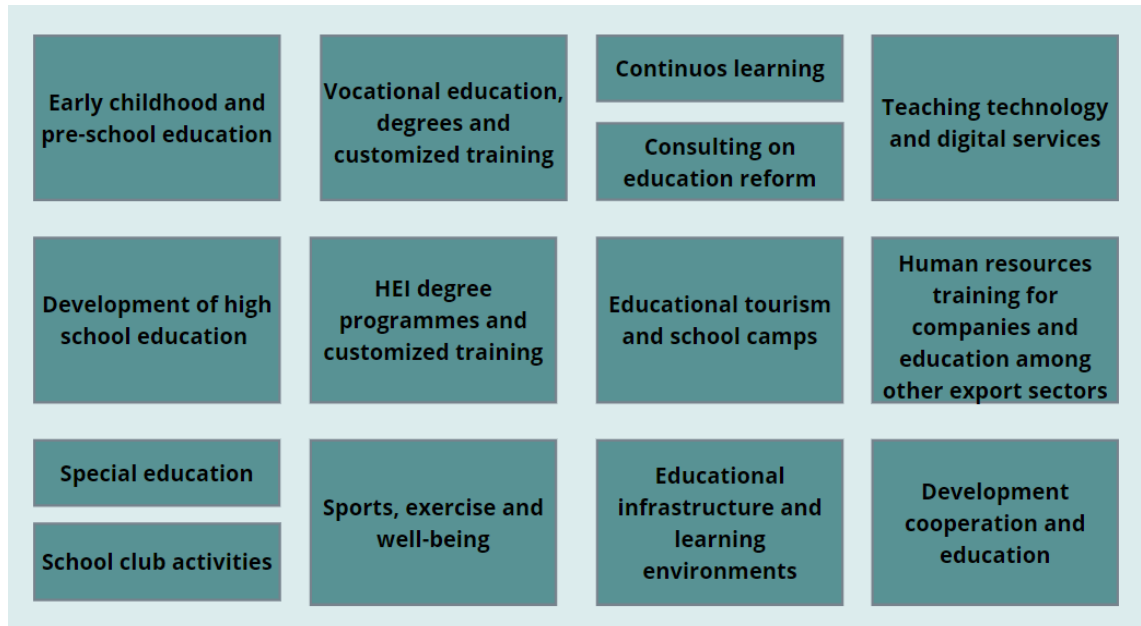 Early childhood and
pre-school education
Vocational education,
degrees and
customized training
Continuos learning
Consulting on
education reform
Teaching technology
and digital services
Development of high
school education
HEI degree
programmes and
customized training
Educational tourism
and school camps
Human resources
training for
companies and
education among
other export sectors
Special education
School club activities
Sports, exercise and
well-being
Educational
infrastructure and
learning
environments
Development
cooperation and
education